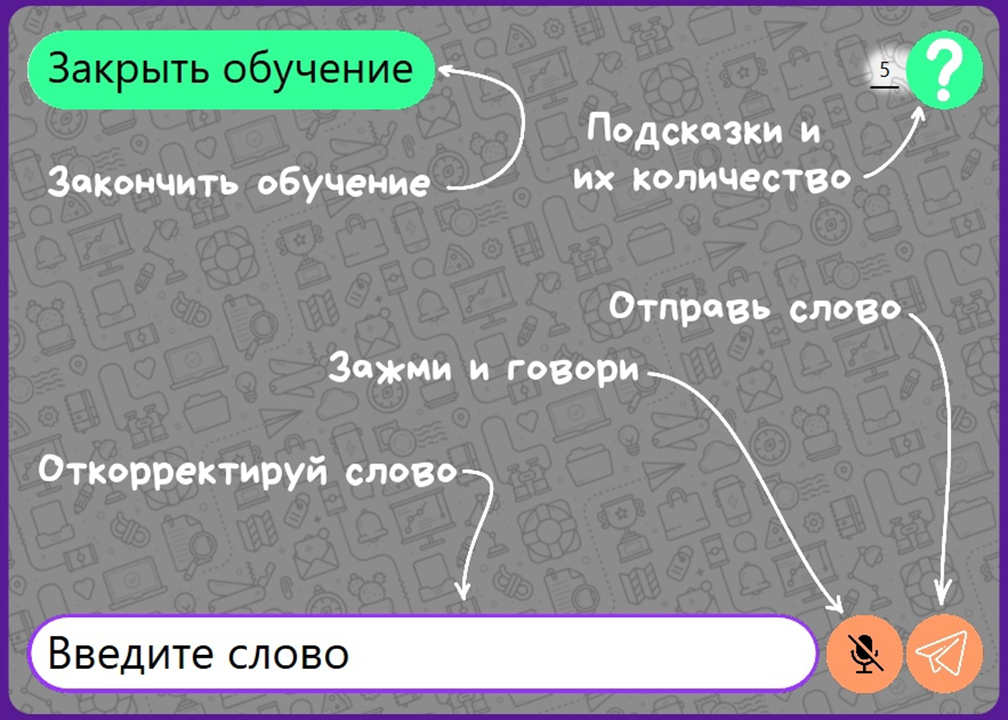 Закрыть обучение
5
?
Подсказки и
их количество
Закончить обучение
Отправь слово
Зажми и говори
Откорректируй слово
Введите слово